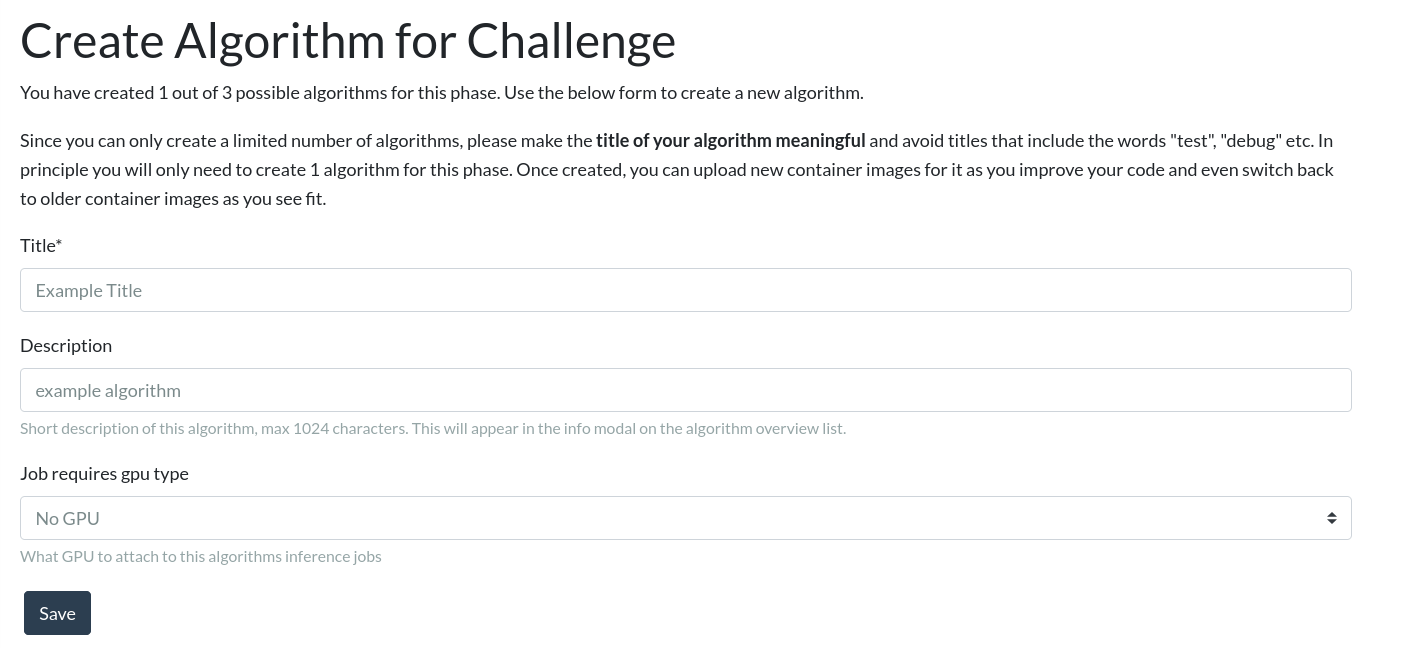 Create Algorithm for Challenge
You have created 1 out of 3 possible algorithms for this phase. Use the below form to create a new algorithm.
Since you can only create a limited number of algorithms, please make the title of your algorithm meaningful and avoid titles that include the words "test", "debug" etc. In
principle you will only need to create 1 algorithm for this phase. Once created, you can upload new container images for it as you improve your code and even switch back
to older container images as you see fit.
Title*
Example Title
Description
example algorithm
Short description of this algorithm, max 1024 characters. This will appear in the info modal on the algorithm overview list.
Job requires gpu type
No GPU
What GPU to attach to this algorithms inference jobs
Save